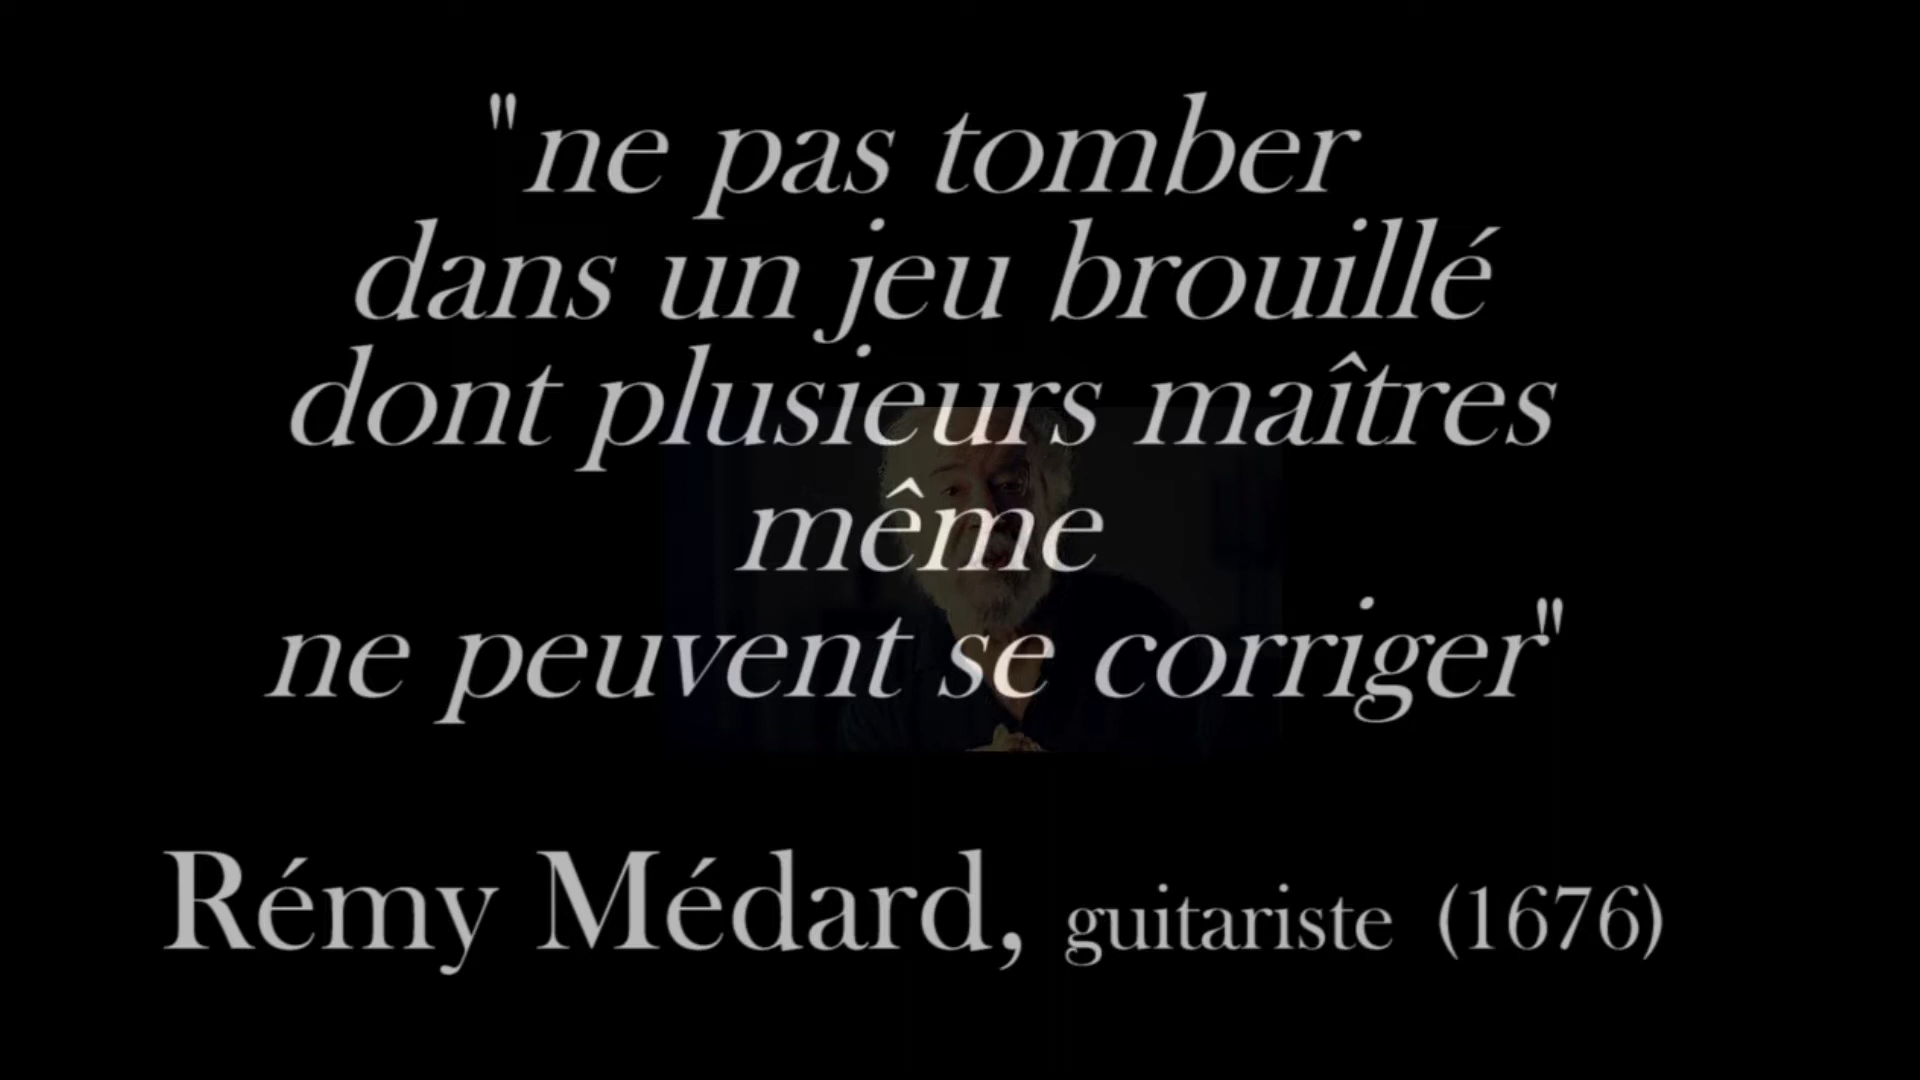 "ne pas tomber
dans un jeu brouillé
dont plusieurs maîtres
même
ne peuvent se corriger"
Rémy Médard, guitariste (1676)